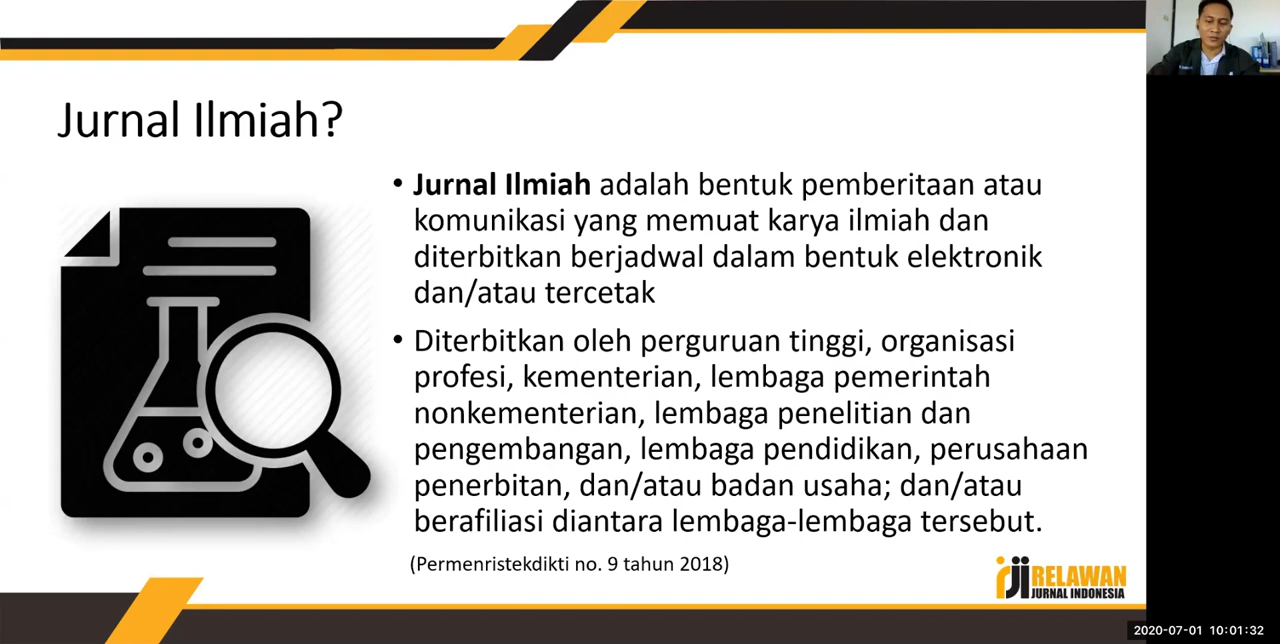 Jurnal Ilmiah?
• Jurnal Ilmiah adalah bentuk pemberitaan atau
komunikasi yang memuat karya ilmiah dan
diterbitkan berjadwal dalam bentuk elektronik
dan/atau tercetak
• Diterbitkan oleh perguruan tinggi, organisasi
profesi, kementerian, lembaga pemerintah
nonkementerian, lembaga penelitian dan
pengembangan, lembaga pendidikan, perusahaan
penerbitan, dan/atau badan usaha; dan/atau
berafiliasi diantara lembaga-lembaga tersebut.
(Permenristekdikti no. 9 tahun 2018)
rji RELAWAN
JURNAL INDONESIA
2020-07-01 10:01:32